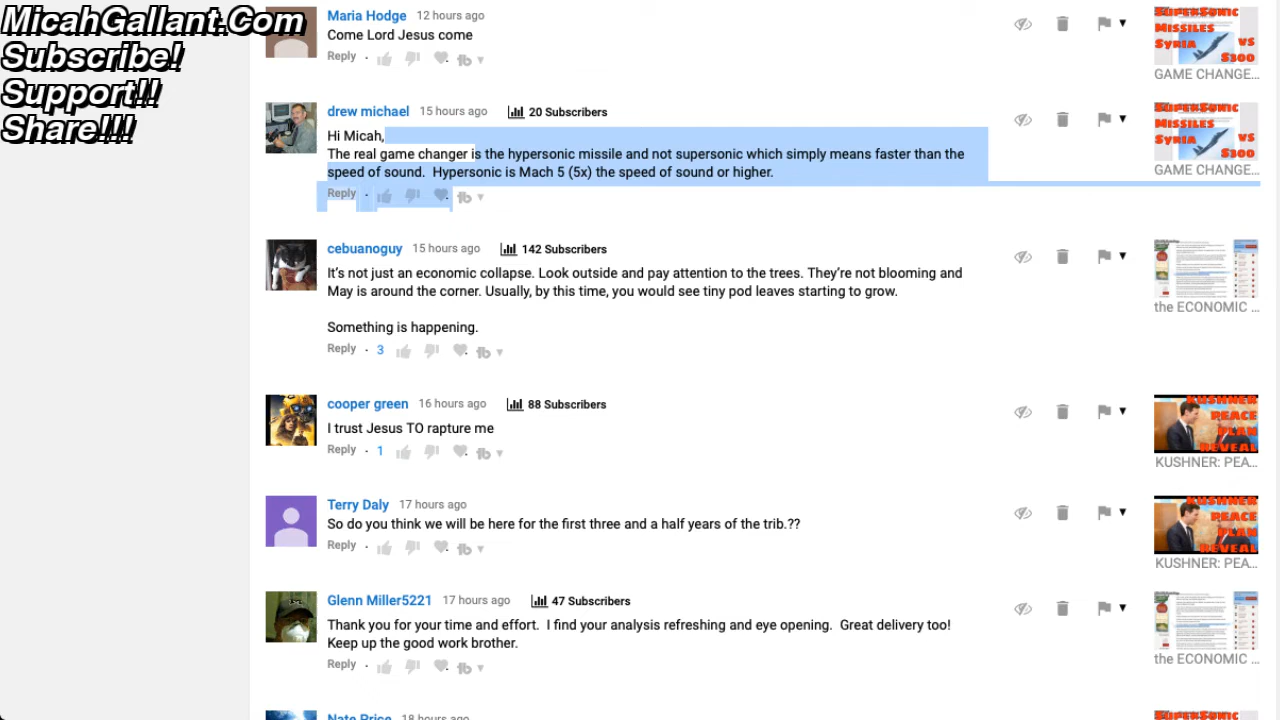 MicahGallant.Com
Subscribe!
Support!!
Share!!!
Maria Hodge 12 hours ago
Come Lord Jesus come
Reply
SUPERSONIC
MISSILES
SYRIA VS
S300
GAME CHANGE...
drew michael 15 hours ago 20 Subscribers
Hi Micah,
The real game changer is the hypersonic missile and not supersonic which simply means faster than the
speed of sound. Hypersonic is Mach 5 (5x) the speed of sound or higher.
Reply
SUPERSONIC
MISSILES
SYRIA VS
S300
GAME CHANGE...
cebuanoguy 15 hours ago 142 Subscribers
It's not just an economic collapse. Look outside and pay attention to the trees. They're not blooming and
May is around the corner. Usually, by this time, you would see tiny pod leaves starting to grow.
Something is happening.
Reply · 3
the ECONOMIC ...
cooper green 16 hours ago 88 Subscribers
I trust Jesus TO rapture me
Reply · 1
KUSHNER
PEACE
PLAN
REVEAL
KUSHNER: PEA...
Terry Daly 17 hours ago
So do you think we will be here for the first three and a half years of the trib.??
Reply
KUSHNER
PEACE
PLAN
REVEAL
KUSHNER: PEA...
Glenn Miller5221 17 hours ago 47 Subscribers
Thank you for your time and effort. I find your analysis refreshing and eye opening. Great delivery too!
Keep up the good work brother.
Reply
the ECONOMIC ...
Nate Price 18 hours ago
SUPERSONIC